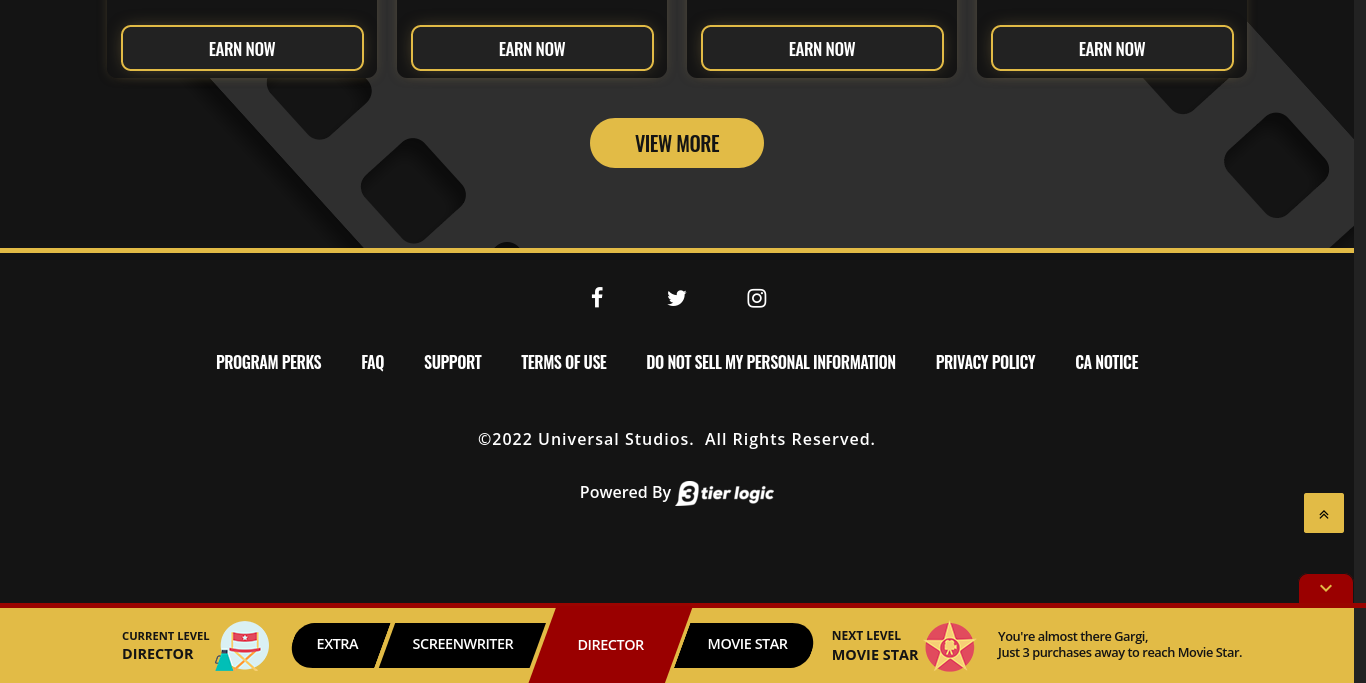 EARN NOW EARN NOW EARN NOW EARN NOW
VIEW MORE
PROGRAM PERKS FAQ SUPPORT TERMS OF USE DO NOT SELL MY PERSONAL INFORMATION PRIVACY POLICY CA NOTICE
©2022 Universal Studios. All Rights Reserved.
Powered By 3 tier logic
CURRENT LEVEL
DIRECTOR
EXTRA SCREENWRITER DIRECTOR MOVIE STAR
NEXT LEVEL
MOVIE STAR
You're almost there Gargi,
Just 3 purchases away to reach Movie Star.